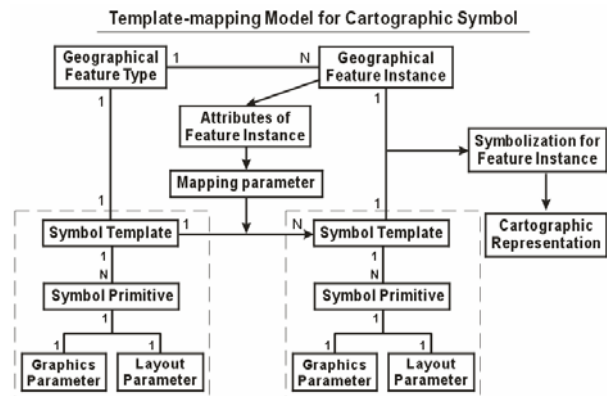 Template-mapping Model for Cartographic Symbol
Geographical
Feature Type
1
N
Geographical
Feature Instance
1
1
Attributes of
Feature Instance
Symbolization for
Feature Instance
Mapping parameter
1
1
Cartographic
Representation
Symbol Template
1
N
Symbol Template
1
1
N
N
Symbol Primitive
Symbol Primitive
1
1
1
1
1
1
Graphics
Parameter
Layout
Parameter
Graphics
Parameter
Layout
Parameter